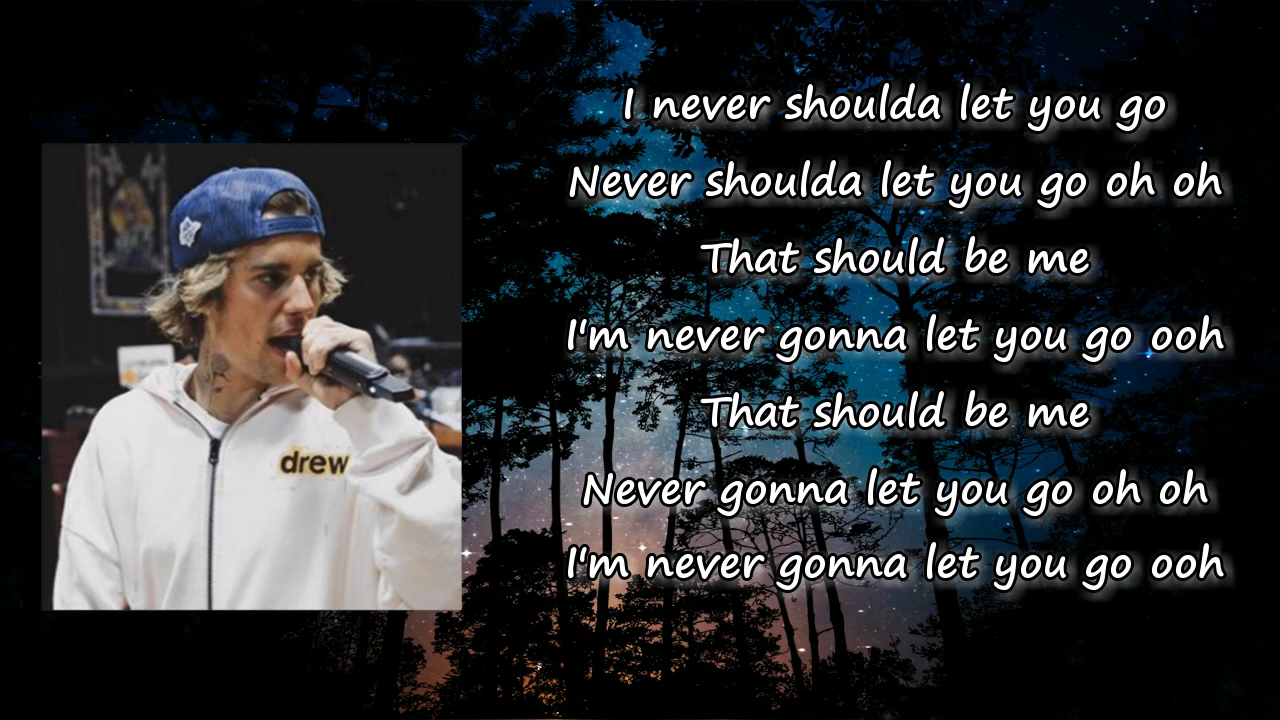 I never shoulda let you go
Never shoulda let you go oh oh
That should be me
I'm never gonna let you go ooh
That should be me
Never gonna let you go oh oh
I'm never gonna let you go ooh
drew